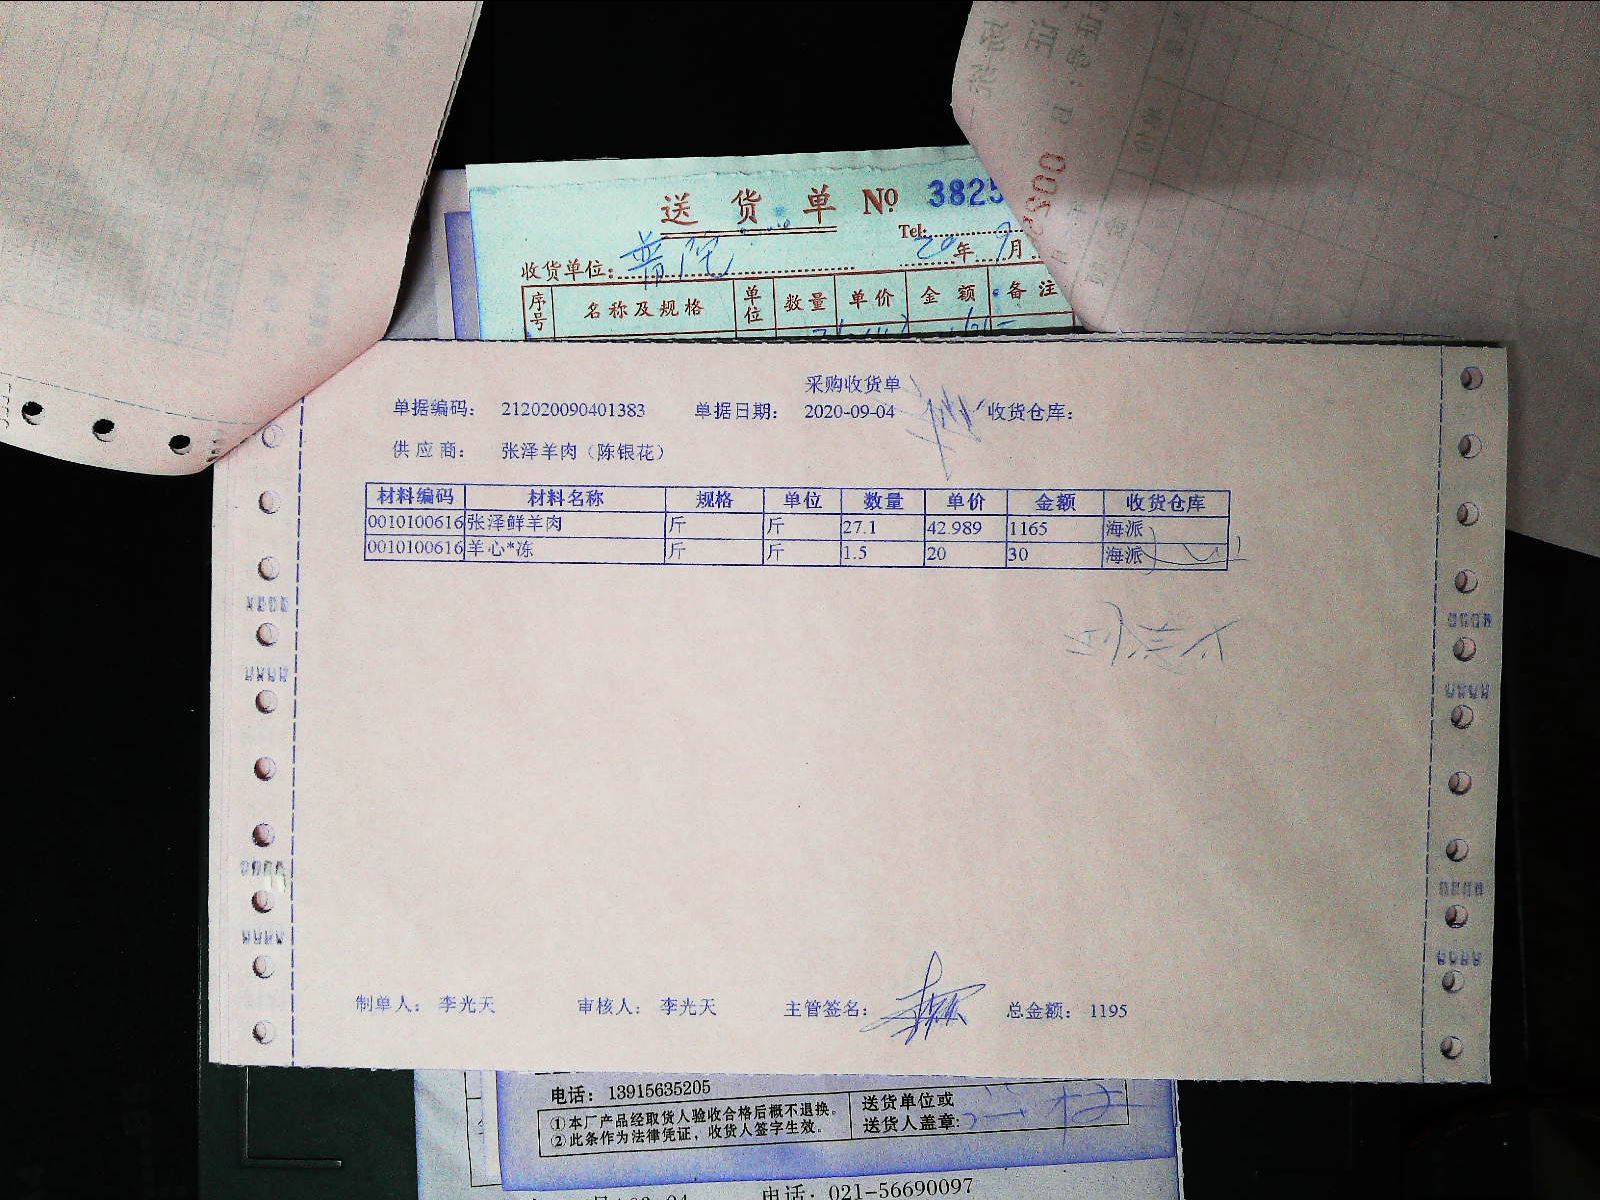 送 货 单 № 3825
Tel:
收货单位: 普陀 20年 9月
序号 名称及规格 单位 数量 单价 金额 备注
采购收货单
单据编码: 212020090401383 单据日期: 2020-09-04 收货仓库:
供应商: 张泽羊肉（陈银花）
材料编码 材料名称 规格 单位 数量 单价 金额 收货仓库
0010100616 张泽鲜羊肉 斤 斤 27.1 42.989 1165 海派
0010100616 羊心*冻 斤 斤 1.5 20 30 海派
制单人: 李光天 审核人: 李光天 主管签名: 总金额: 1195
电话: 13915635205
①本厂产品经取货人验收合格后概不退换。
②此条作为法律凭证，收货人签字生效。
送货单位或
送货人盖章:
电话: 021-56690097